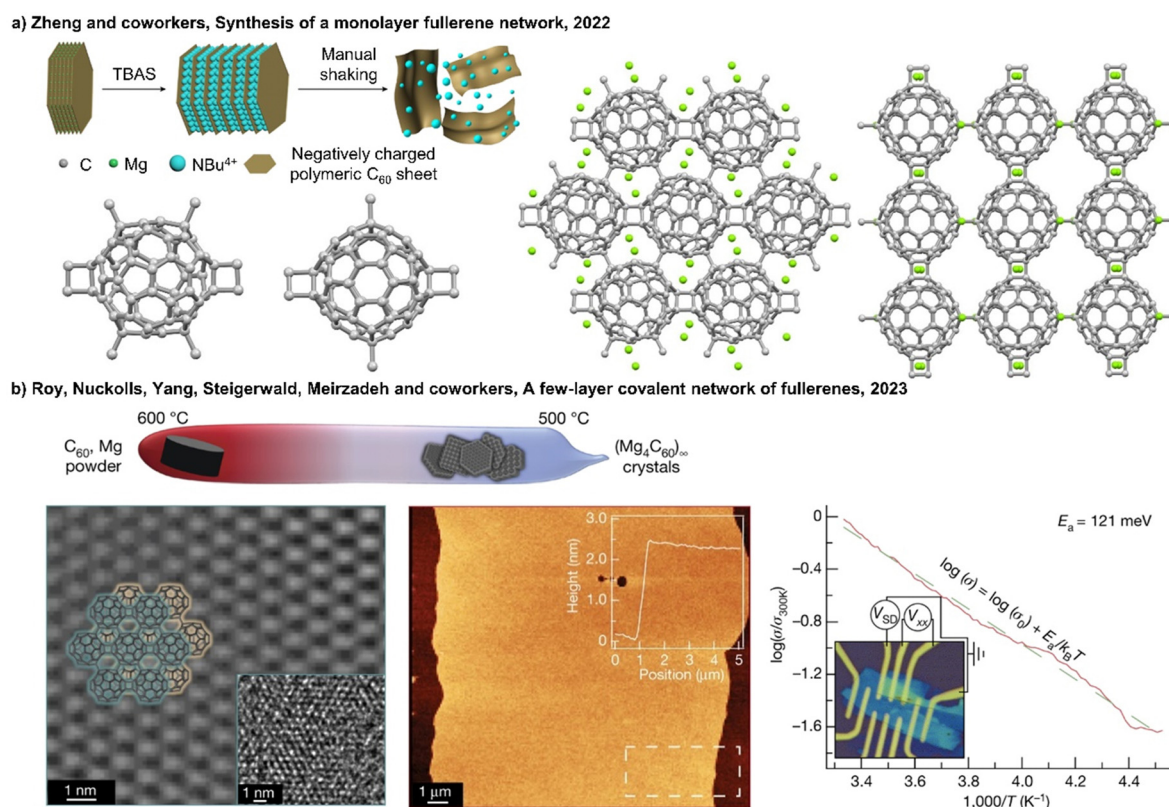 a) Zheng and coworkers, Synthesis of a monolayer fullerene network, 2022
TBAS
Manual
shaking
C
Mg
NBu⁴⁺
Negatively charged
polymeric C₆₀ sheet
b) Roy, Nuckolls, Yang, Steigerwald, Meirzadeh and coworkers, A few-layer covalent network of fullerenes, 2023
600 °C
500 °C
C₆₀, Mg
powder
(Mg₄C₆₀)∞
crystals
1 nm
1 nm
3.0
2.0
1.0
0
Height
(nm)
0 1 2 3 4 5
Position
(μm)
1 μm
0
−0.4
−0.8
−1.2
−1.6
log(σ/σ₃₀₀K)
Eₐ = 121 meV
log (σ) = log (σ₀) + Eₐ/k_BT
V_SD
V_xx
3.4 3.6 3.8 4.0 4.2 4.4
1,000/T (K⁻¹)